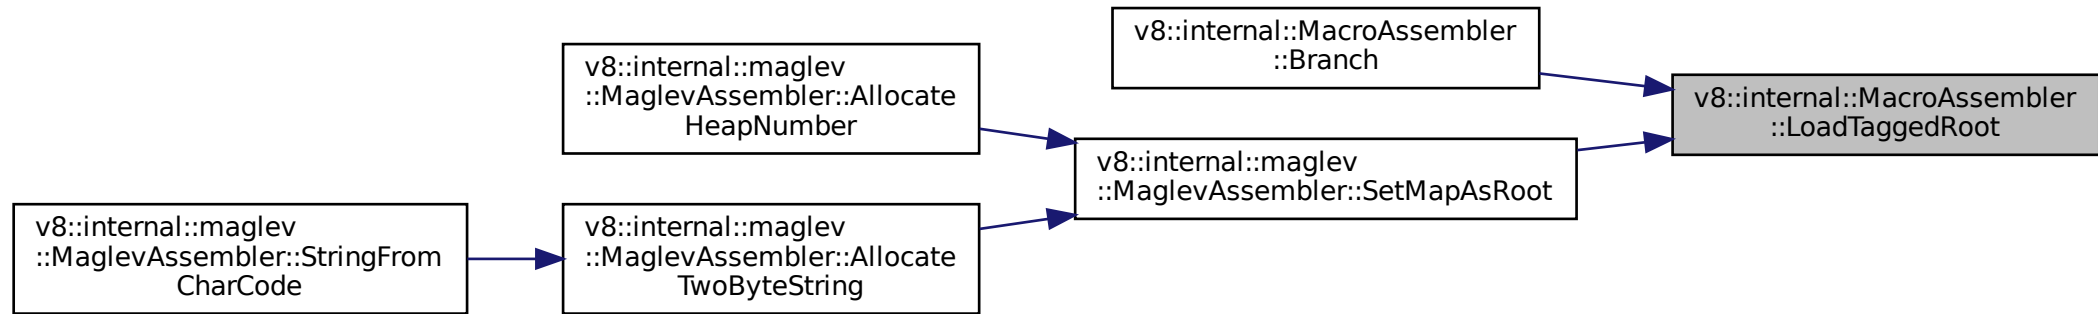 v8::internal::MacroAssembler
::Branch
v8::internal::maglev
::MaglevAssembler::Allocate
HeapNumber
v8::internal::MacroAssembler
::LoadTaggedRoot
v8::internal::maglev
::MaglevAssembler::SetMapAsRoot
v8::internal::maglev
::MaglevAssembler::StringFrom
CharCode
v8::internal::maglev
::MaglevAssembler::Allocate
TwoByteString